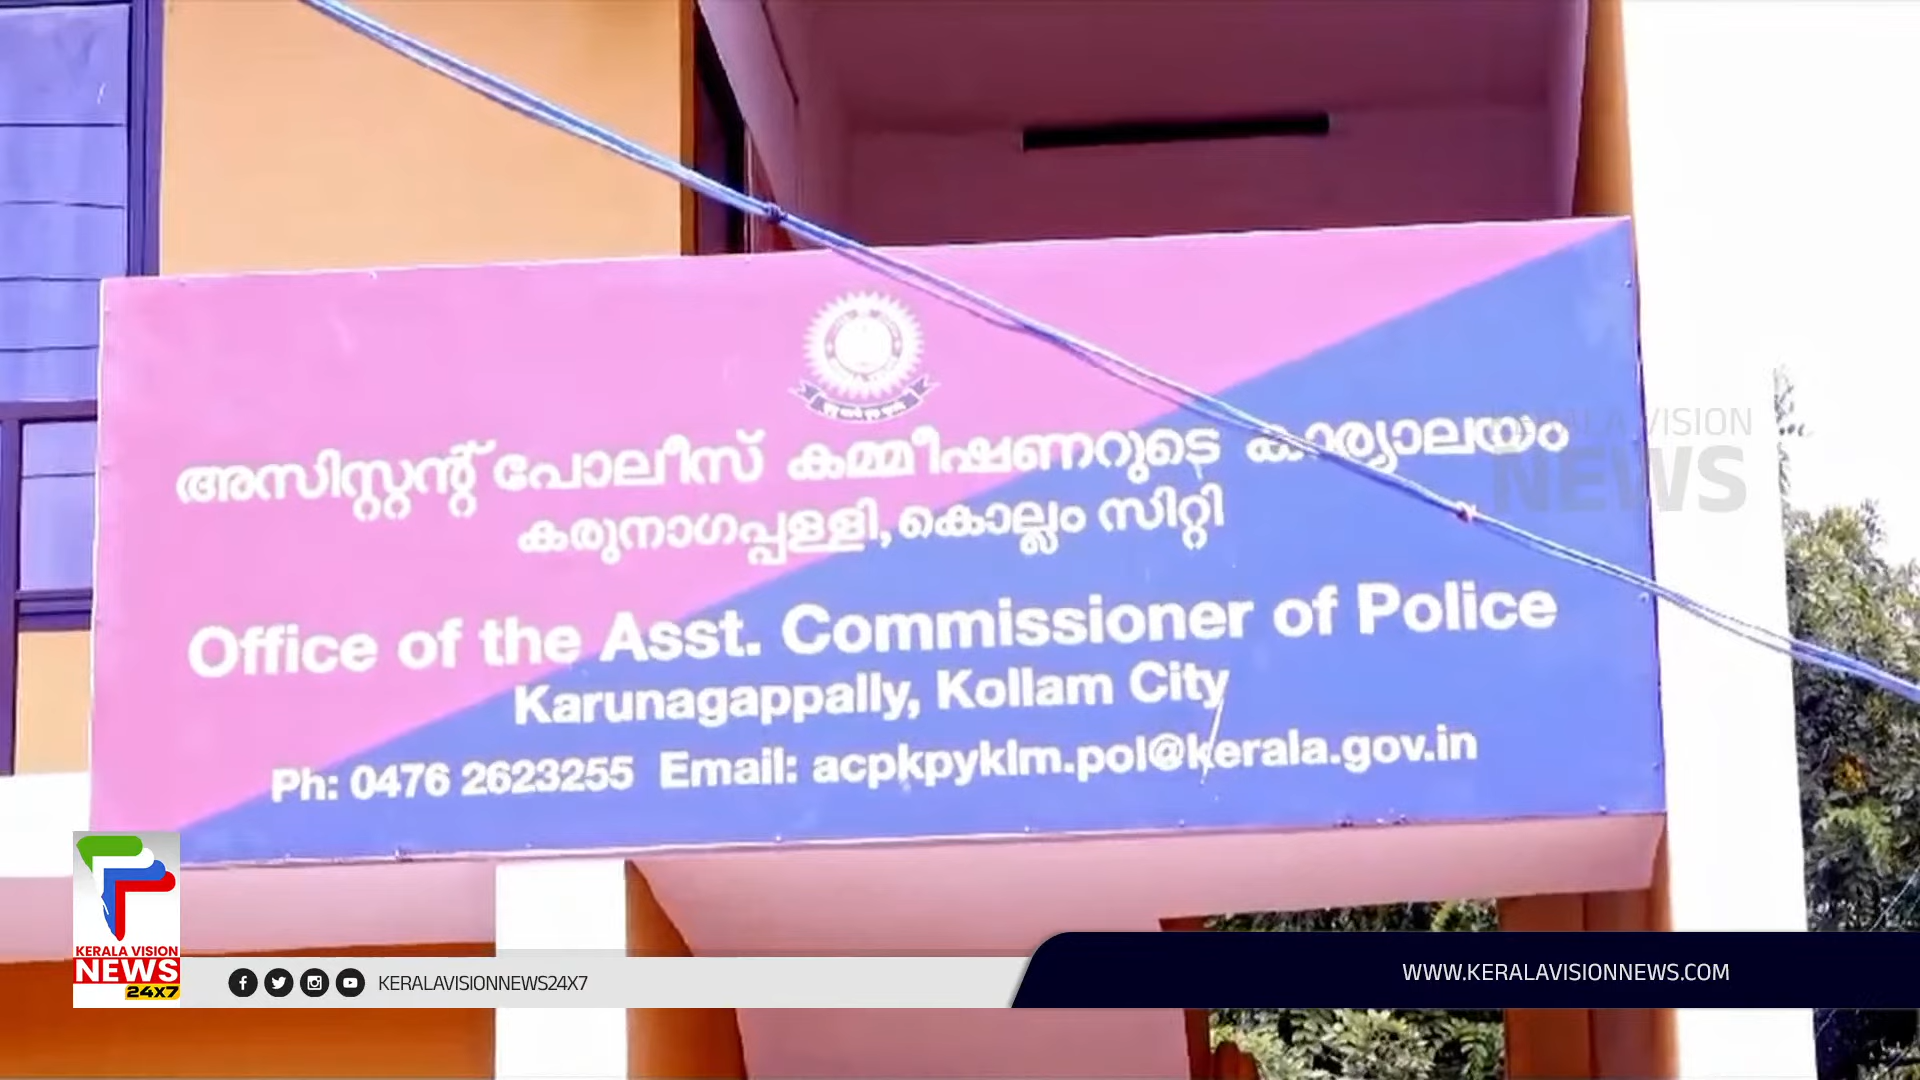 അസിസ്റ്റന്റ് പോലീസ് കമ്മീഷണറുടെ കാര്യാലയം
കരുനാഗപ്പള്ളി, കൊല്ലം സിറ്റി
Office of the Asst. Commissioner of Police
Karunagappally, Kollam City
Ph: 0476 2623255 Email: acpkpyklm.pol@kerala.gov.in
KERALA VISION
NEWS
KERALA VISION
NEWS
24X7
KERALAVISIONNEWS24X7
WWW.KERALAVISIONNEWS.COM